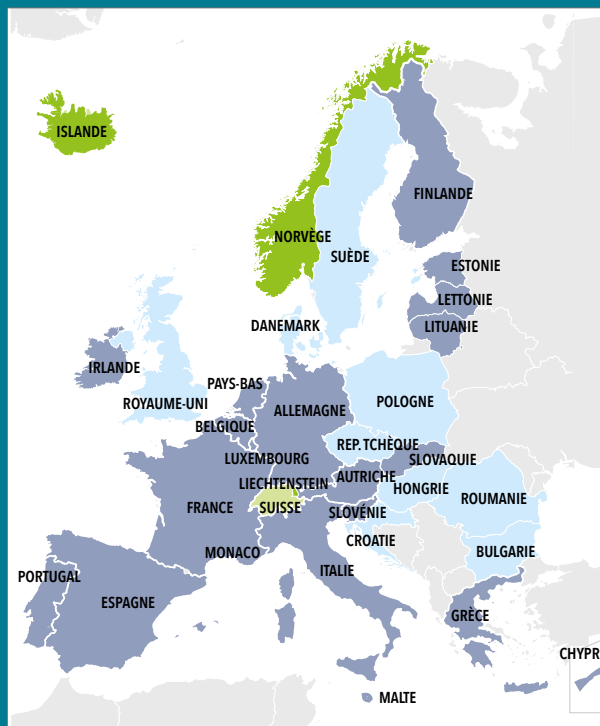 ISLANDE
FINLANDE
NORVÈGE
SUÈDE
ESTONIE
LETTONIE
DANEMARK
LITUANIE
IRLANDE
PAYS-BAS
ROYAUME-UNI
ALLEMAGNE
POLOGNE
BELGIQUE
REP. TCHÈQUE
LUXEMBOURG
SLOVAQUIE
LIECHTENSTEIN
AUTRICHE
HONGRIE
ROUMANIE
FRANCE
SUISSE
SLOVÉNIE
CROATIE
MONACO
BULGARIE
ITALIE
PORTUGAL
ESPAGNE
GRÈCE
CHYPR
MALTE